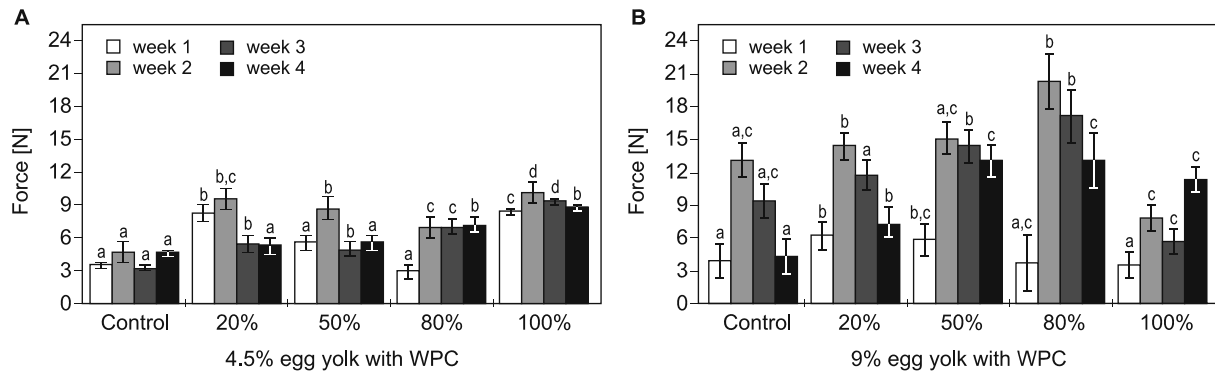 A
Force [N]
24
21
18
15
12
9
6
3
0
week 1 week 3
week 2 week 4
a a a a
b b,c b b
a b b a
a c c b
c d d b
Control 20% 50% 80% 100%
4.5% egg yolk with WPC
B
Force [N]
24
21
18
15
12
9
6
3
0
week 1 week 3
week 2 week 4
a a,c a,c a
b b a b
b,c a,c b c
a,c b b c
a c c c
Control 20% 50% 80% 100%
9% egg yolk with WPC